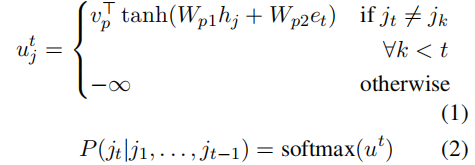 u_j^t = { v_p^⊤ tanh(W_{p1}h_j + W_{p2}e_t) if j_t ≠ j_k
∀k < t
−∞ otherwise
(1)
P(j_t|j_1, . . . , j_{t−1}) = softmax(u^t) (2)